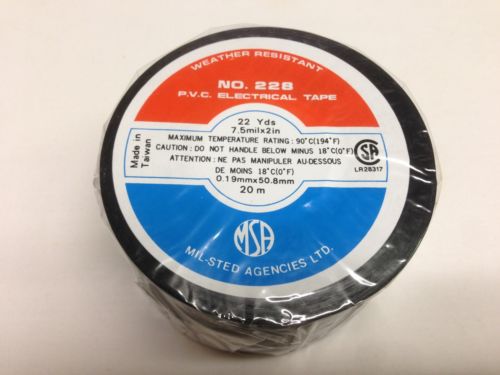 WEATHER RESISTANT
NO. 228
P.V.C. ELECTRICAL TAPE
22 Yds
7.5milx2in
MAXIMUM TEMPERATURE RATING : 90°C(194°F)
CAUTION : DO NOT HANDLE BELOW MINUS 18°C(0°F)
ATTENTION : NE PAS MANIPULER AU-DESSOUS
DE MOINS 18°C(0°F)
0.19mmx50.8mm
20 m
Made in
Taiwan
SA
LR28317
MSA
MIL-STED AGENCIES LTD.